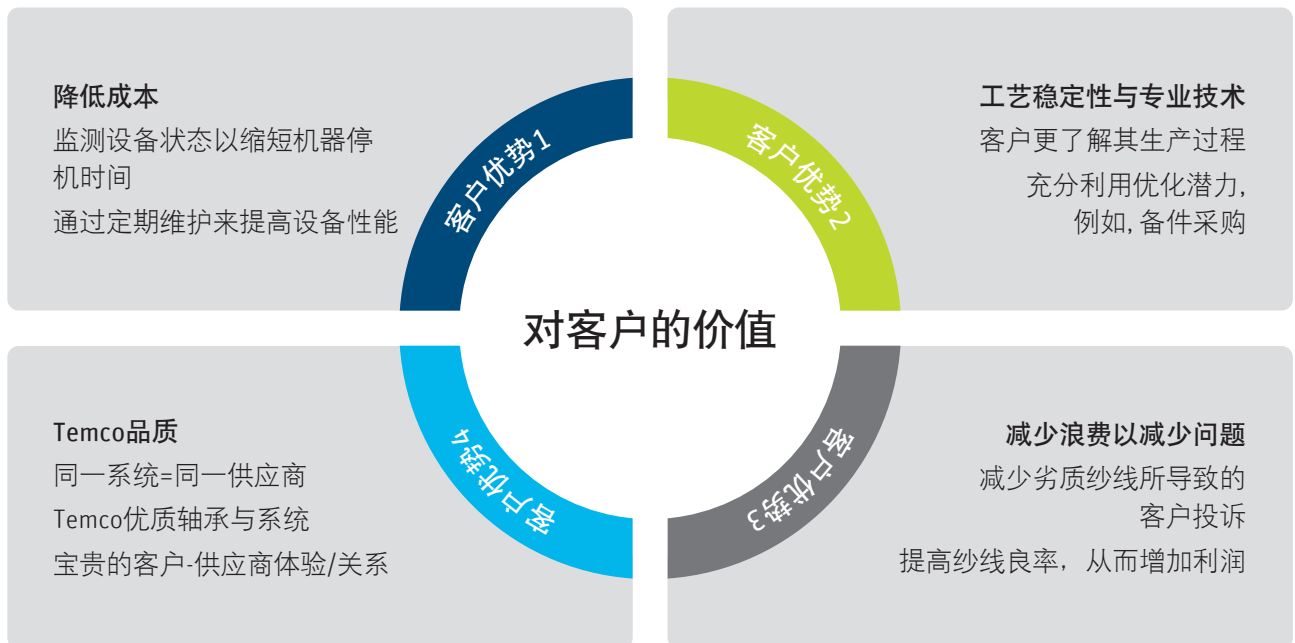 降低成本
监测设备状态以缩短机器停
机时间
通过定期维护来提高设备性能
客户优势1
工艺稳定性与专业技术
客户更了解其生产过程
充分利用优化潜力,
例如, 备件采购
客户优势2
对客户的价值
Temco品质
同一系统=同一供应商
Temco优质轴承与系统
宝贵的客户-供应商体验/关系
客户优势4
减少浪费以减少问题
减少劣质纱线所导致的
客户投诉
提高纱线良率，从而增加利润
客户优势3